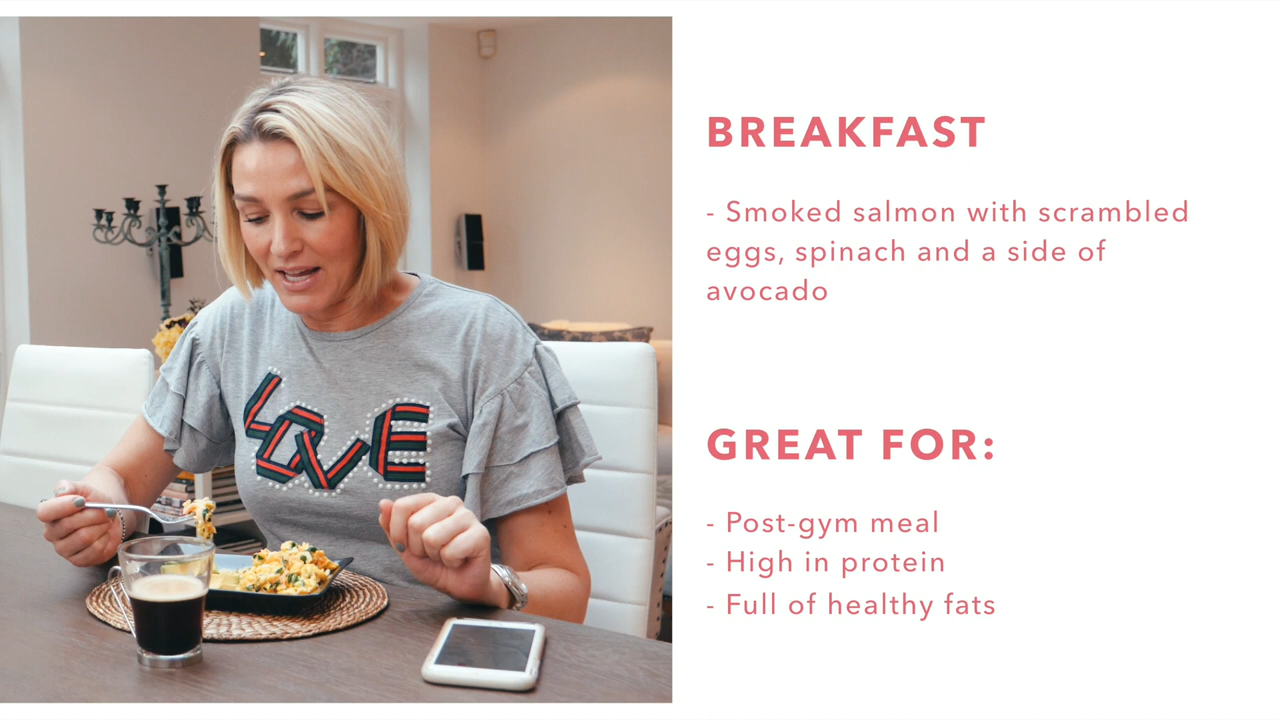 LOVE
BREAKFAST
- Smoked salmon with scrambled
eggs, spinach and a side of
avocado
GREAT FOR:
- Post-gym meal
- High in protein
- Full of healthy fats